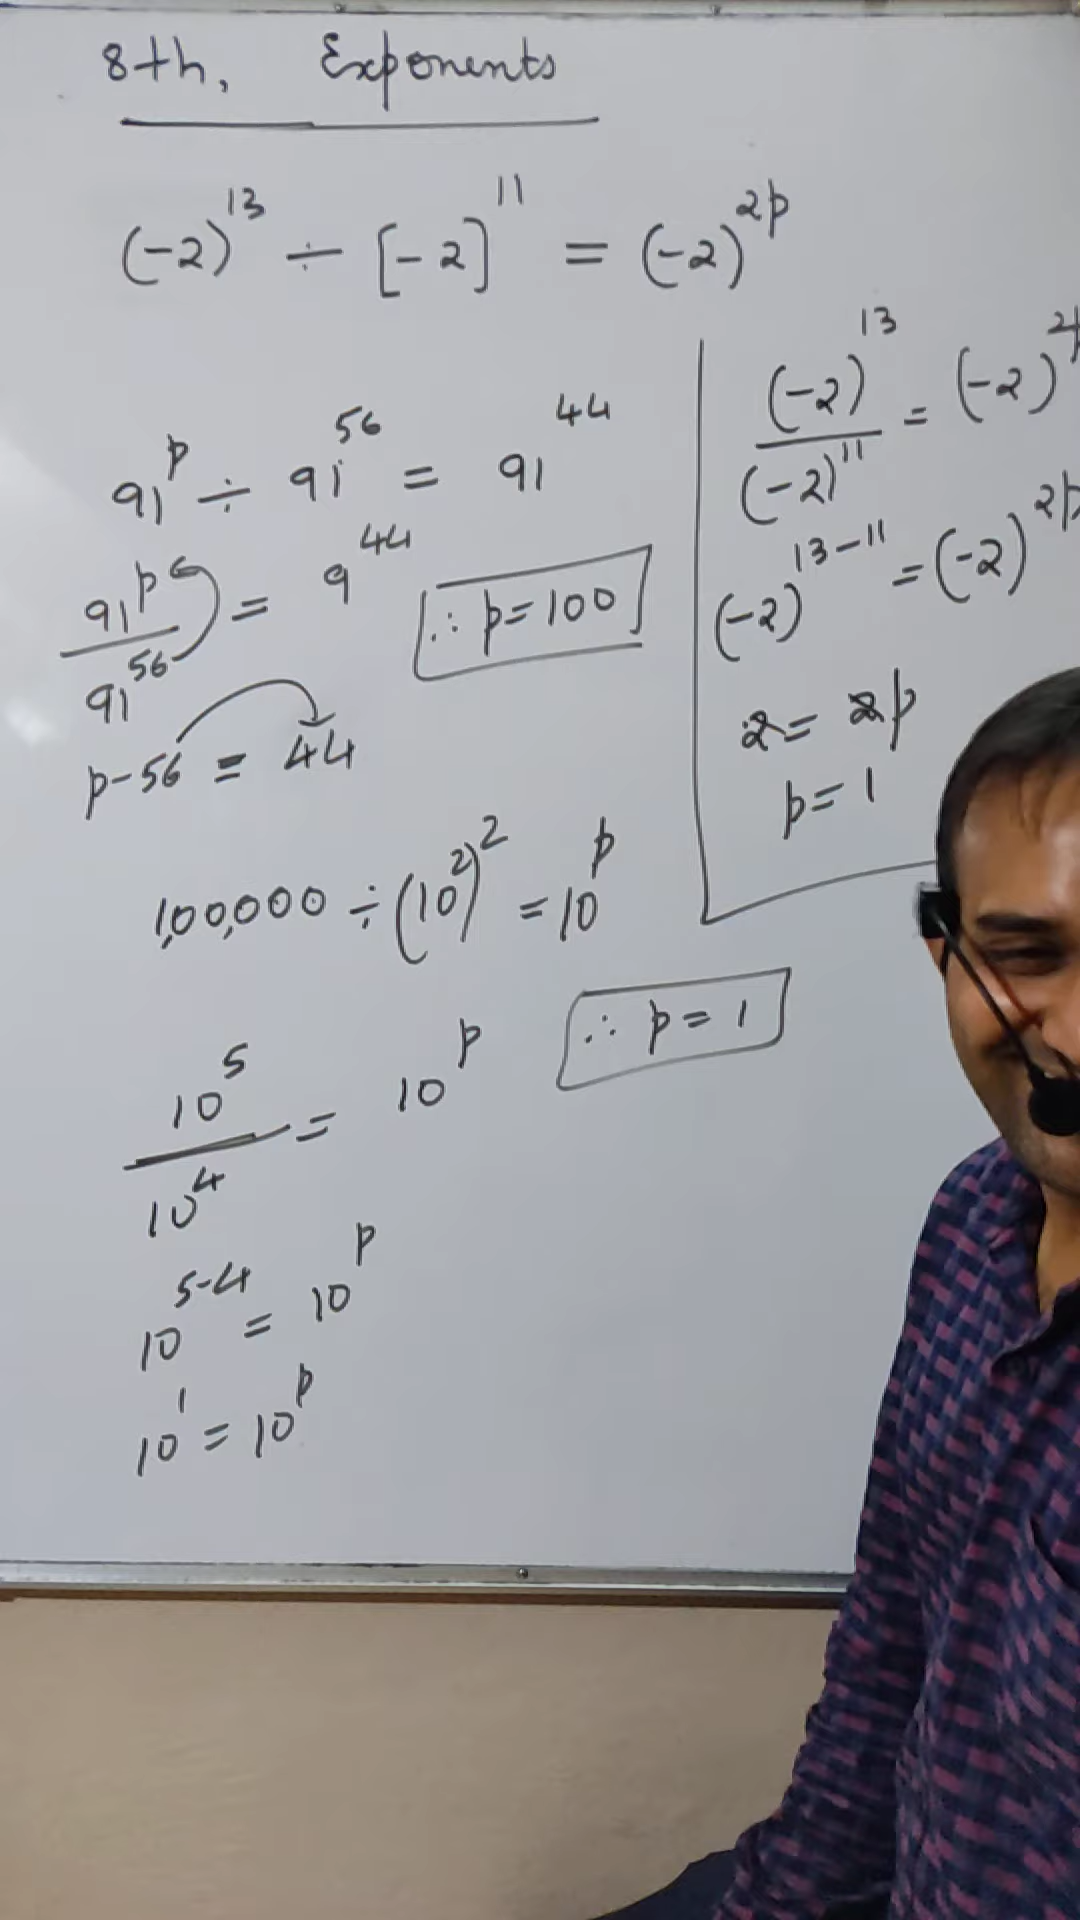 8th, Exponents
(-2)^13 ÷ [-2]^11 = (-2)^2p
91^p ÷ 91^56 = 91^44
91^p/91^56 = 9^44
∴ p=100
p-56 = 44
1,00,000 ÷ (10^2)^2 = 10^p
10^5/10^4 = 10^p
∴ p = 1
10^5-4 = 10^p
10^1 = 10^p
(-2)^13/(-2)^11 = (-2)^2p
(-2)^13-11 = (-2)^2p
2 = 2p
p = 1